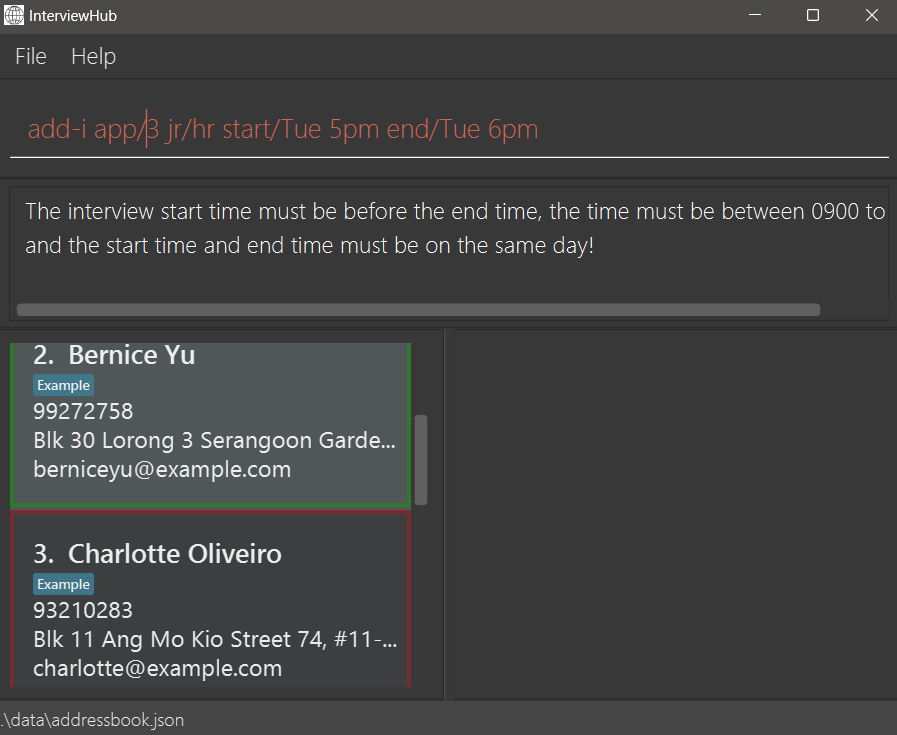 InterviewHub
File Help
add-i app/3 jr/hr start/Tue 5pm end/Tue 6pm
The interview start time must be before the end time, the time must be between 0900 to
and the start time and end time must be on the same day!
2. Bernice Yu
Example
99272758
Blk 30 Lorong 3 Serangoon Garde...
berniceyu@example.com
3. Charlotte Oliveiro
Example
93210283
Blk 11 Ang Mo Kio Street 74, #11-...
charlotte@example.com
.\data\addressbook.json